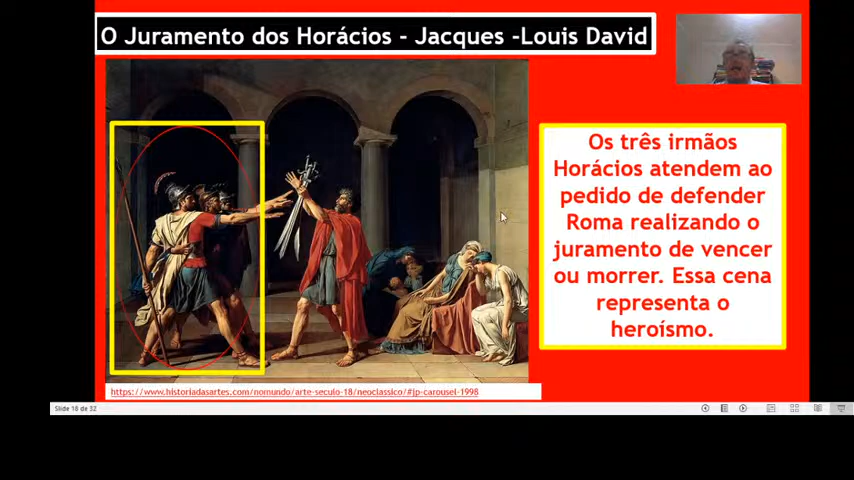 O Juramento dos Horácios - Jacques -Louis David
Os três irmãos
Horácios atendem ao
pedido de defender
Roma realizando o
juramento de vencer
ou morrer. Essa cena
representa o
heroísmo.
https://www.historiadasartes.com/nomundo/arte-seculo-18/neoclassico/#jp-carousel-1998
Slide 18 de 32